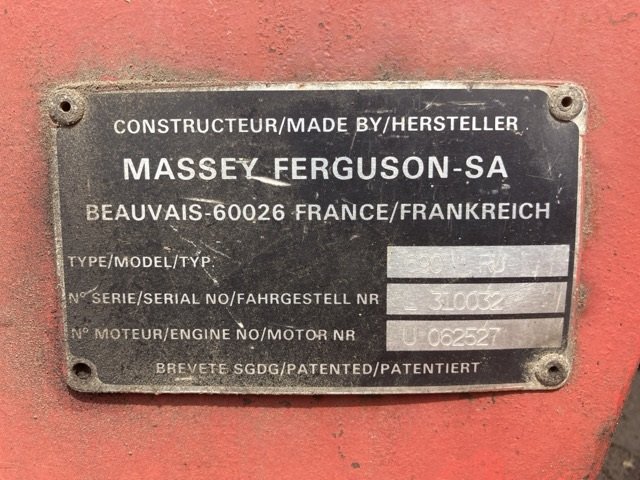 CONSTRUCTEUR/MADE BY/HERSTELLER
MASSEY FERGUSON-SA
BEAUVAIS-60026 FRANCE/FRANKREICH
TYPE/MODEL/TYP. RU
N° SERIE/SERIAL NO/FAHRGESTELL NR 310032
N° MOTEUR/ENGINE NO/MOTOR NR U 062527
BREVETE SGDG/PATENTED/PATENTIERT